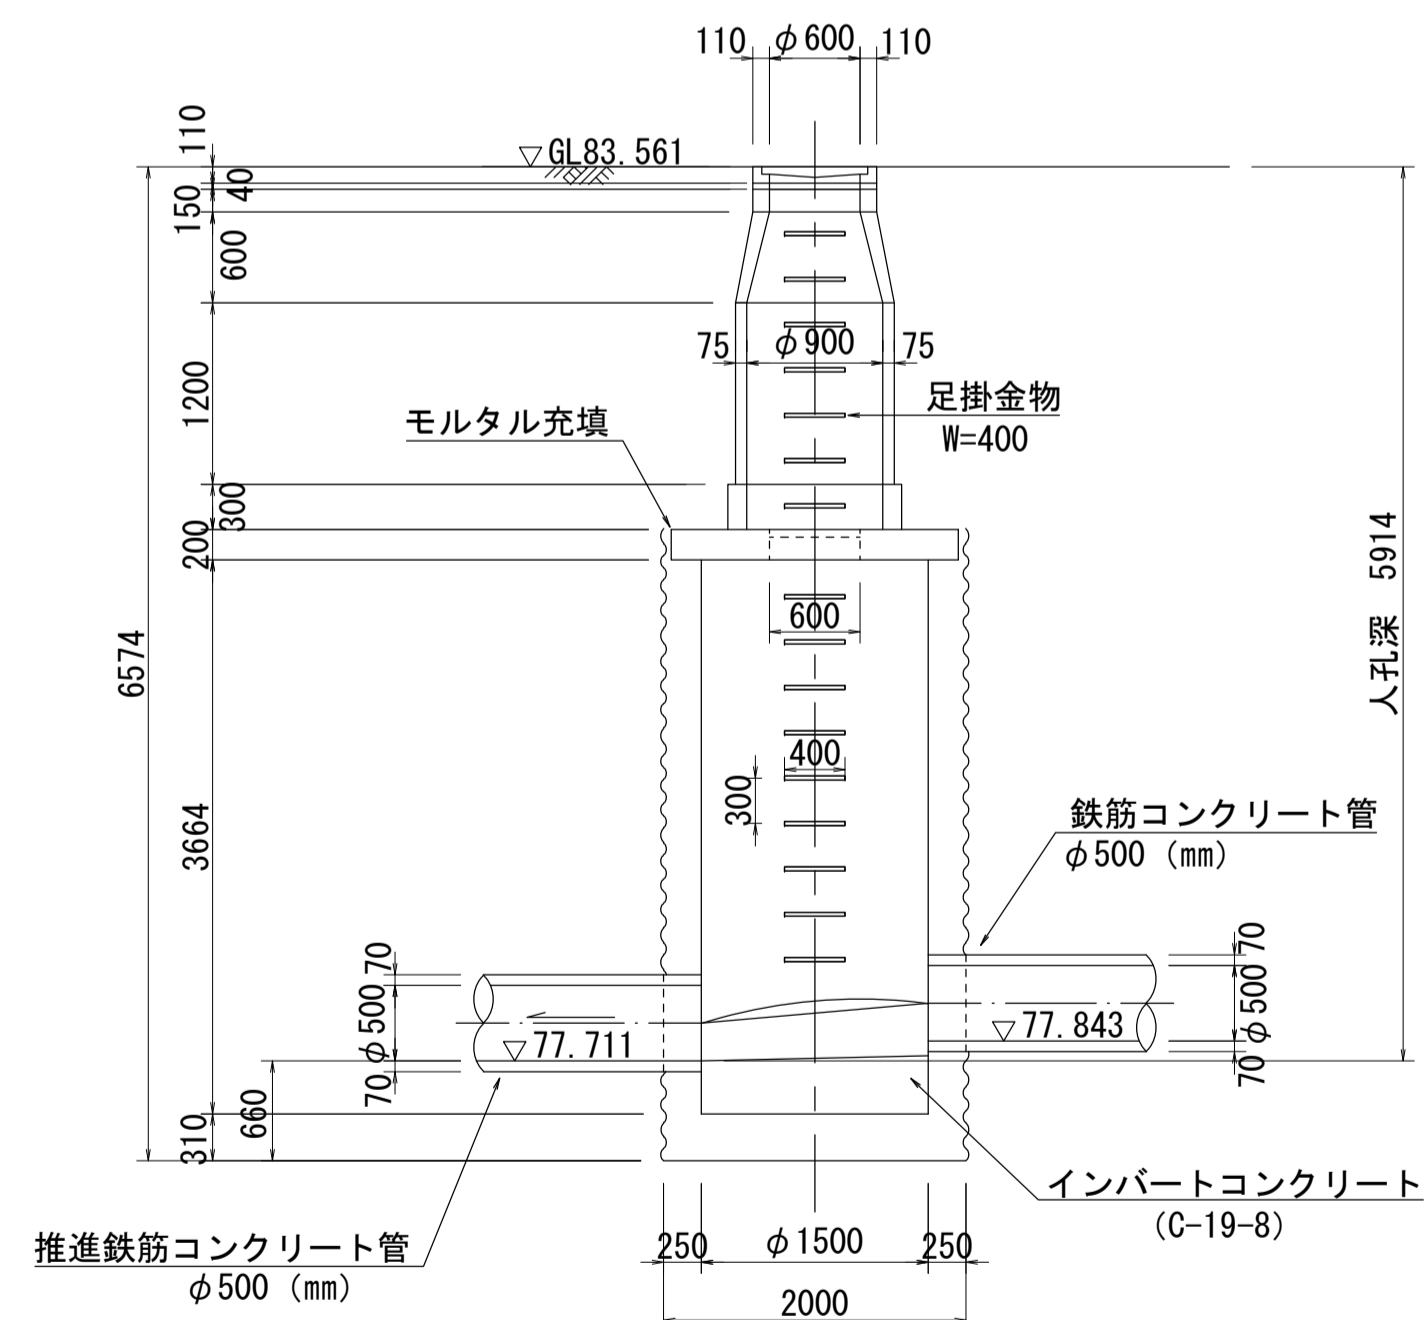 110 φ600 110
110
GL83.561
40
150
600
75 φ900 75
1200
足掛金物
W=400
モルタル充填
300
200
5914
600
人孔深
6574
400
300
3664
鉄筋コンクリート管
φ500 (mm)
70
70
φ500
φ500
77.843
77.711
70
70
660
310
インバートコンクリート
(C-19-8)
推進鉄筋コンクリート管
φ500 (mm)
250 φ1500 250
2000